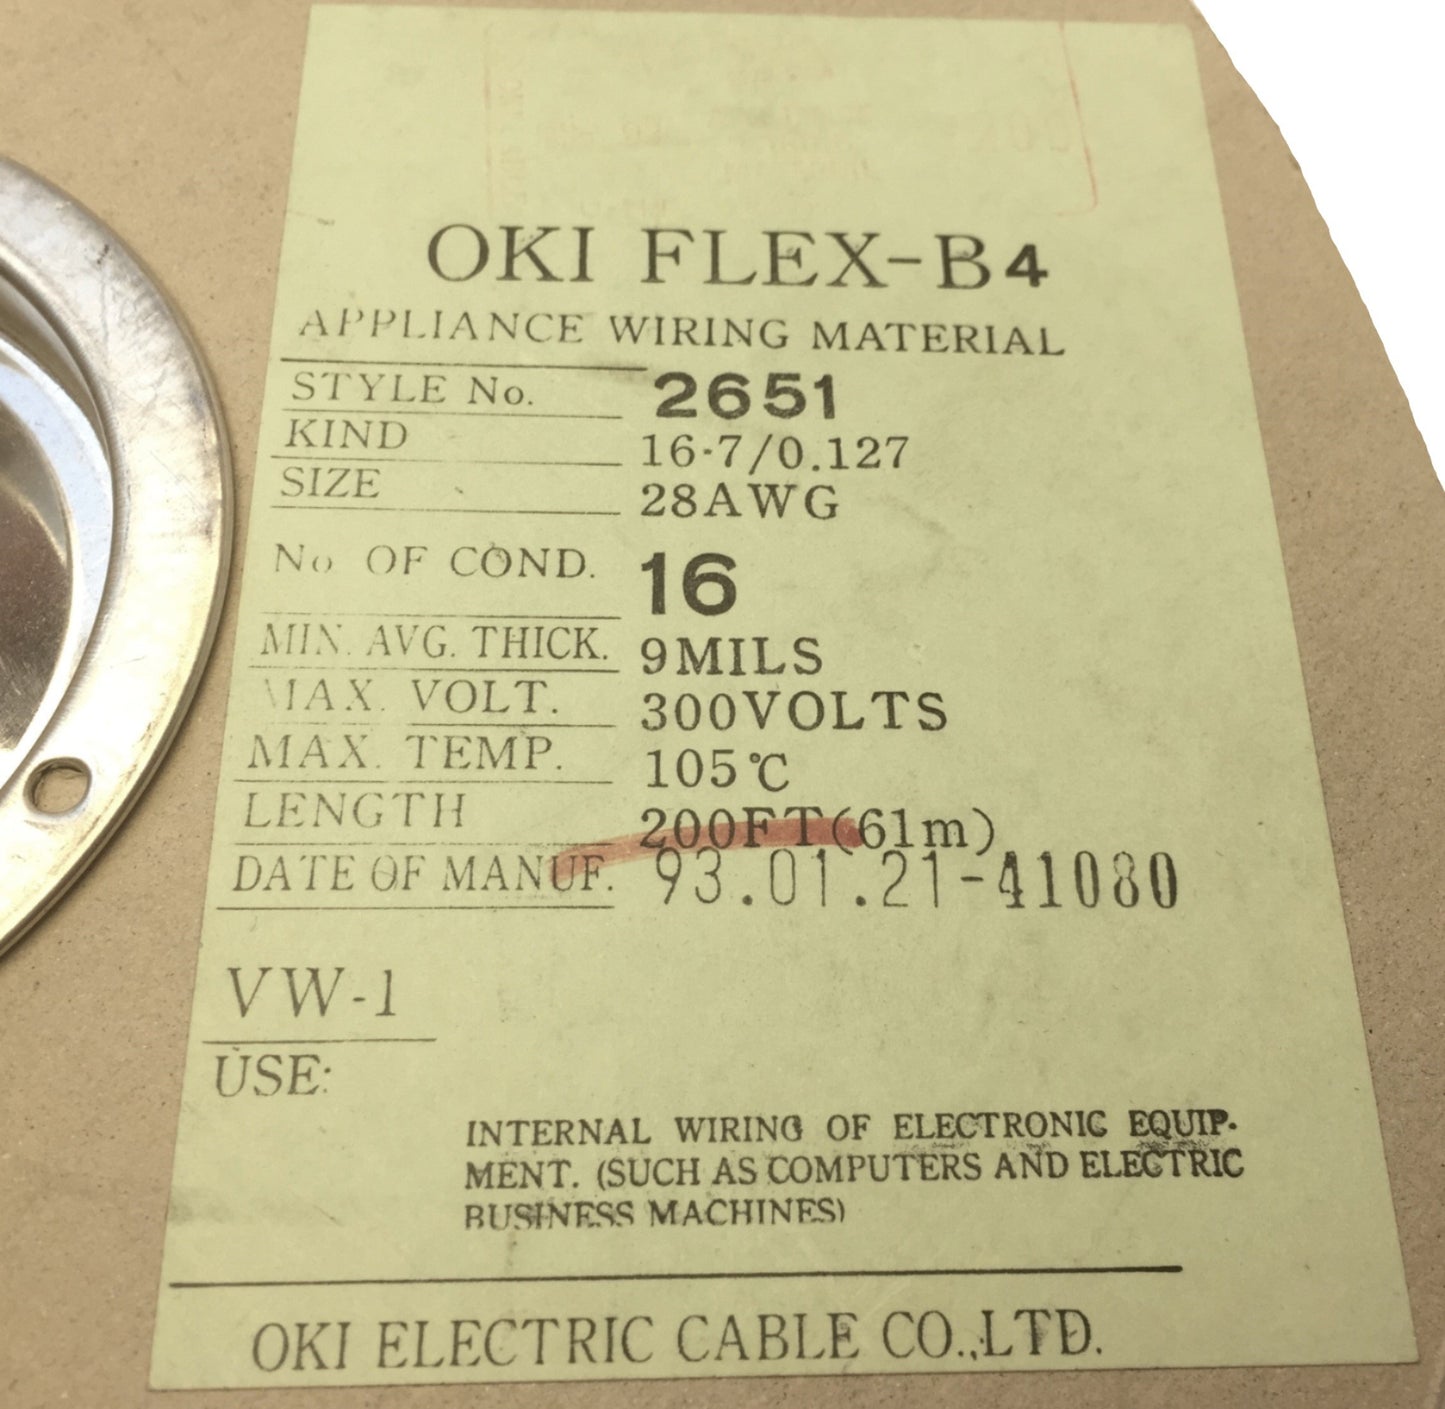 OKI FLEX-B4
APPLIANCE WIRING MATERIAL
STYLE No. 2651
KIND 16-7/0.127
SIZE 28AWG
No OF COND. 16
MIN. AVG. THICK. 9MILS
MAX. VOLT. 300VOLTS
MAX. TEMP. 105℃
LENGTH 200FT(61m)
DATE OF MANUF. 93.01.21-41080
VW-1
USE:
INTERNAL WIRING OF ELECTRONIC EQUIP-
MENT. (SUCH AS COMPUTERS AND ELECTRIC
BUSINESS MACHINES)
OKI ELECTRIC CABLE CO.,LTD.